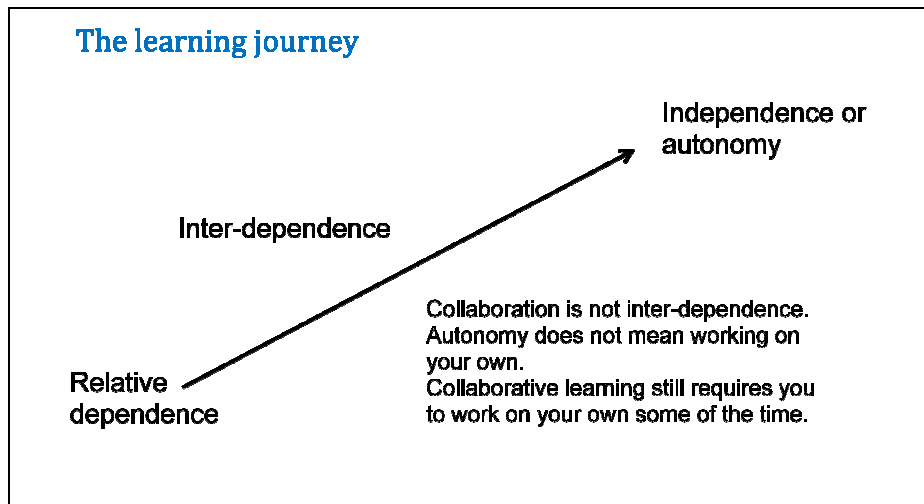 The learning journey
Independence or
autonomy
Inter-dependence
Collaboration is not inter-dependence.
Autonomy does not mean working on
your own.
Collaborative learning still requires you
to work on your own some of the time.
Relative
dependence